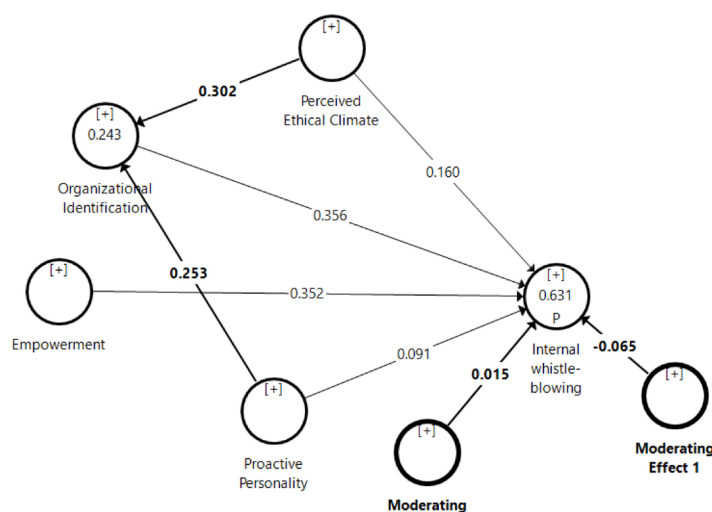 [+]
Perceived
Ethical Climate
0.302
[+]
0.243
Organizational
Identification
0.160
0.356
0.253
[+]
Empowerment
0.352
[+]
0.631
P
Internal
whistle-
blowing
-0.065
0.091
0.015
[+]
Proactive
Personality
[+]
Moderating
Effect 1
[+]
Moderating